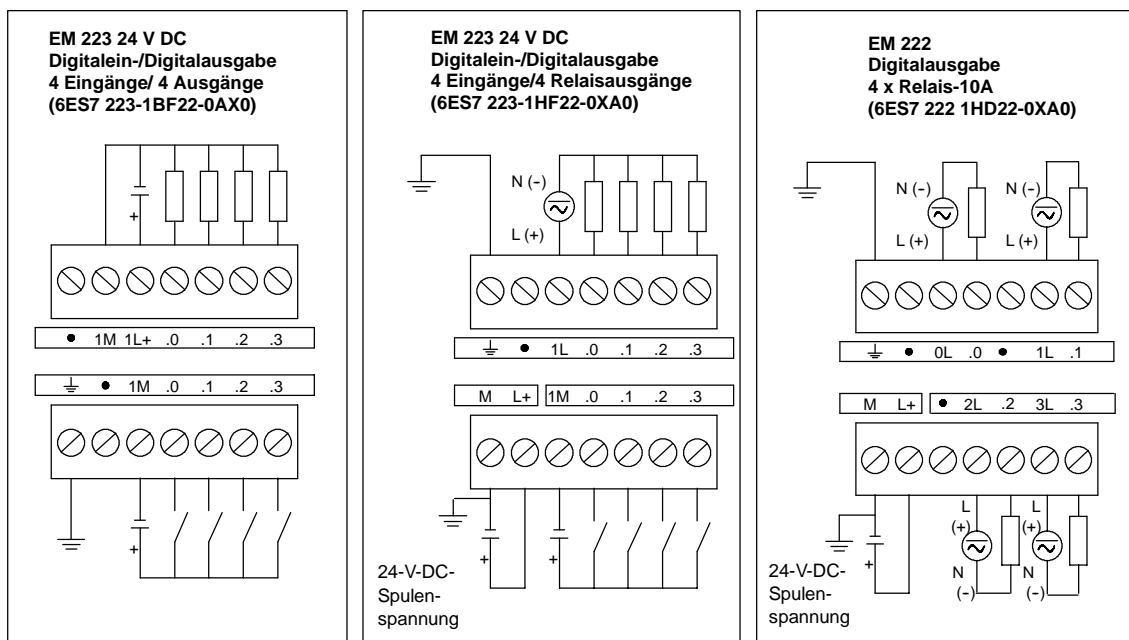 EM 223 24 V DC
Digitalein-/Digitalausgabe
4 Eingänge/ 4 Ausgänge
(6ES7 223-1BF22-0AX0)
+
● 1M 1L+ .0 .1 .2 .3
⏚ ● 1M .0 .1 .2 .3
+
EM 223 24 V DC
Digitalein-/Digitalausgabe
4 Eingänge/4 Relaisausgänge
(6ES7 223-1HF22-0XA0)
N (-)
L (+)
⏚ ● 1L .0 .1 .2 .3
M L+ 1M .0 .1 .2 .3
+ +
24-V-DC-
Spulen-
spannung
EM 222
Digitalausgabe
4 x Relais-10A
(6ES7 222 1HD22-0XA0)
N (-) N (-)
L (+) L (+)
⏚ ● 0L .0 ● 1L .1
M L+ ● 2L .2 3L .3
L L
(+) (+)
+
N N
(-) (-)
24-V-DC-
Spulen-
spannung